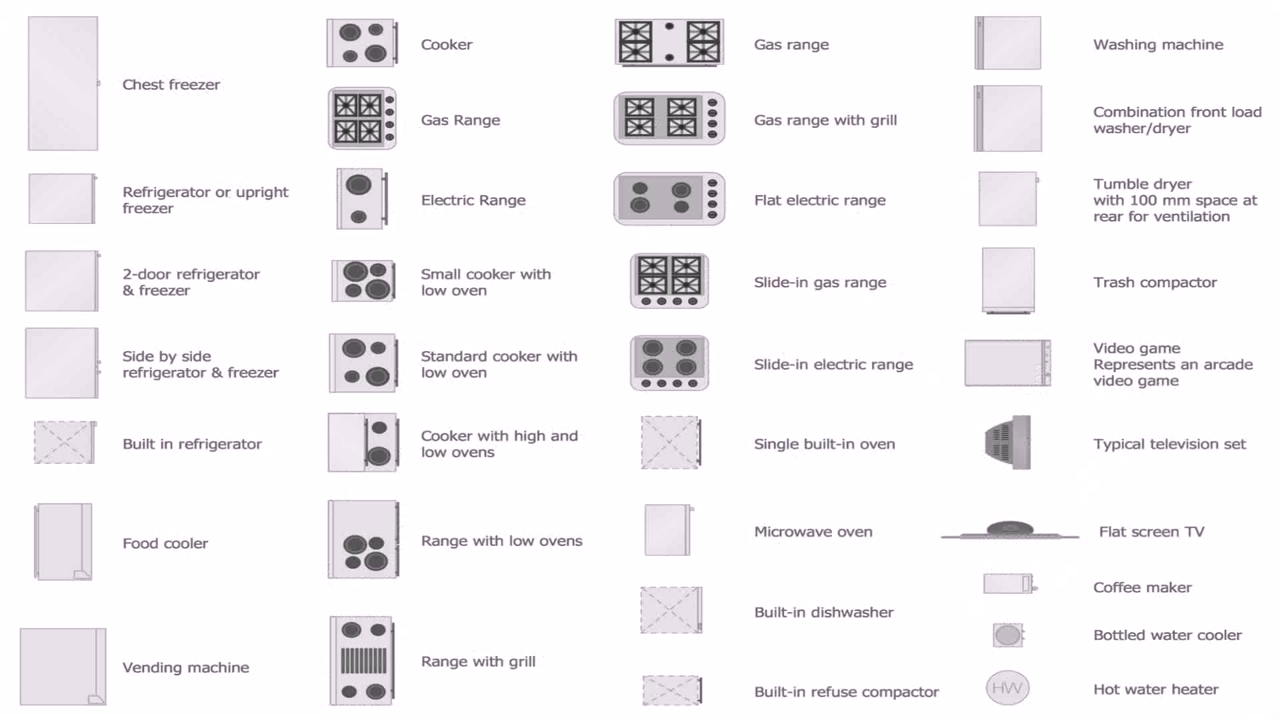 Chest freezer
Refrigerator or upright
freezer
2-door refrigerator
& freezer
Side by side
refrigerator & freezer
Built in refrigerator
Food cooler
Vending machine
Cooker
Gas Range
Electric Range
Small cooker with
low oven
Standard cooker with
low oven
Cooker with high and
low ovens
Range with low ovens
Range with grill
Gas range
Gas range with grill
Flat electric range
Slide-in gas range
Slide-in electric range
Single built-in oven
Microwave oven
Built-in dishwasher
Built-in refuse compactor
Washing machine
Combination front load
washer/dryer
Tumble dryer
with 100 mm space at
rear for ventilation
Trash compactor
Video game
Represents an arcade
video game
Typical television set
Flat screen TV
Coffee maker
Bottled water cooler
HW
Hot water heater